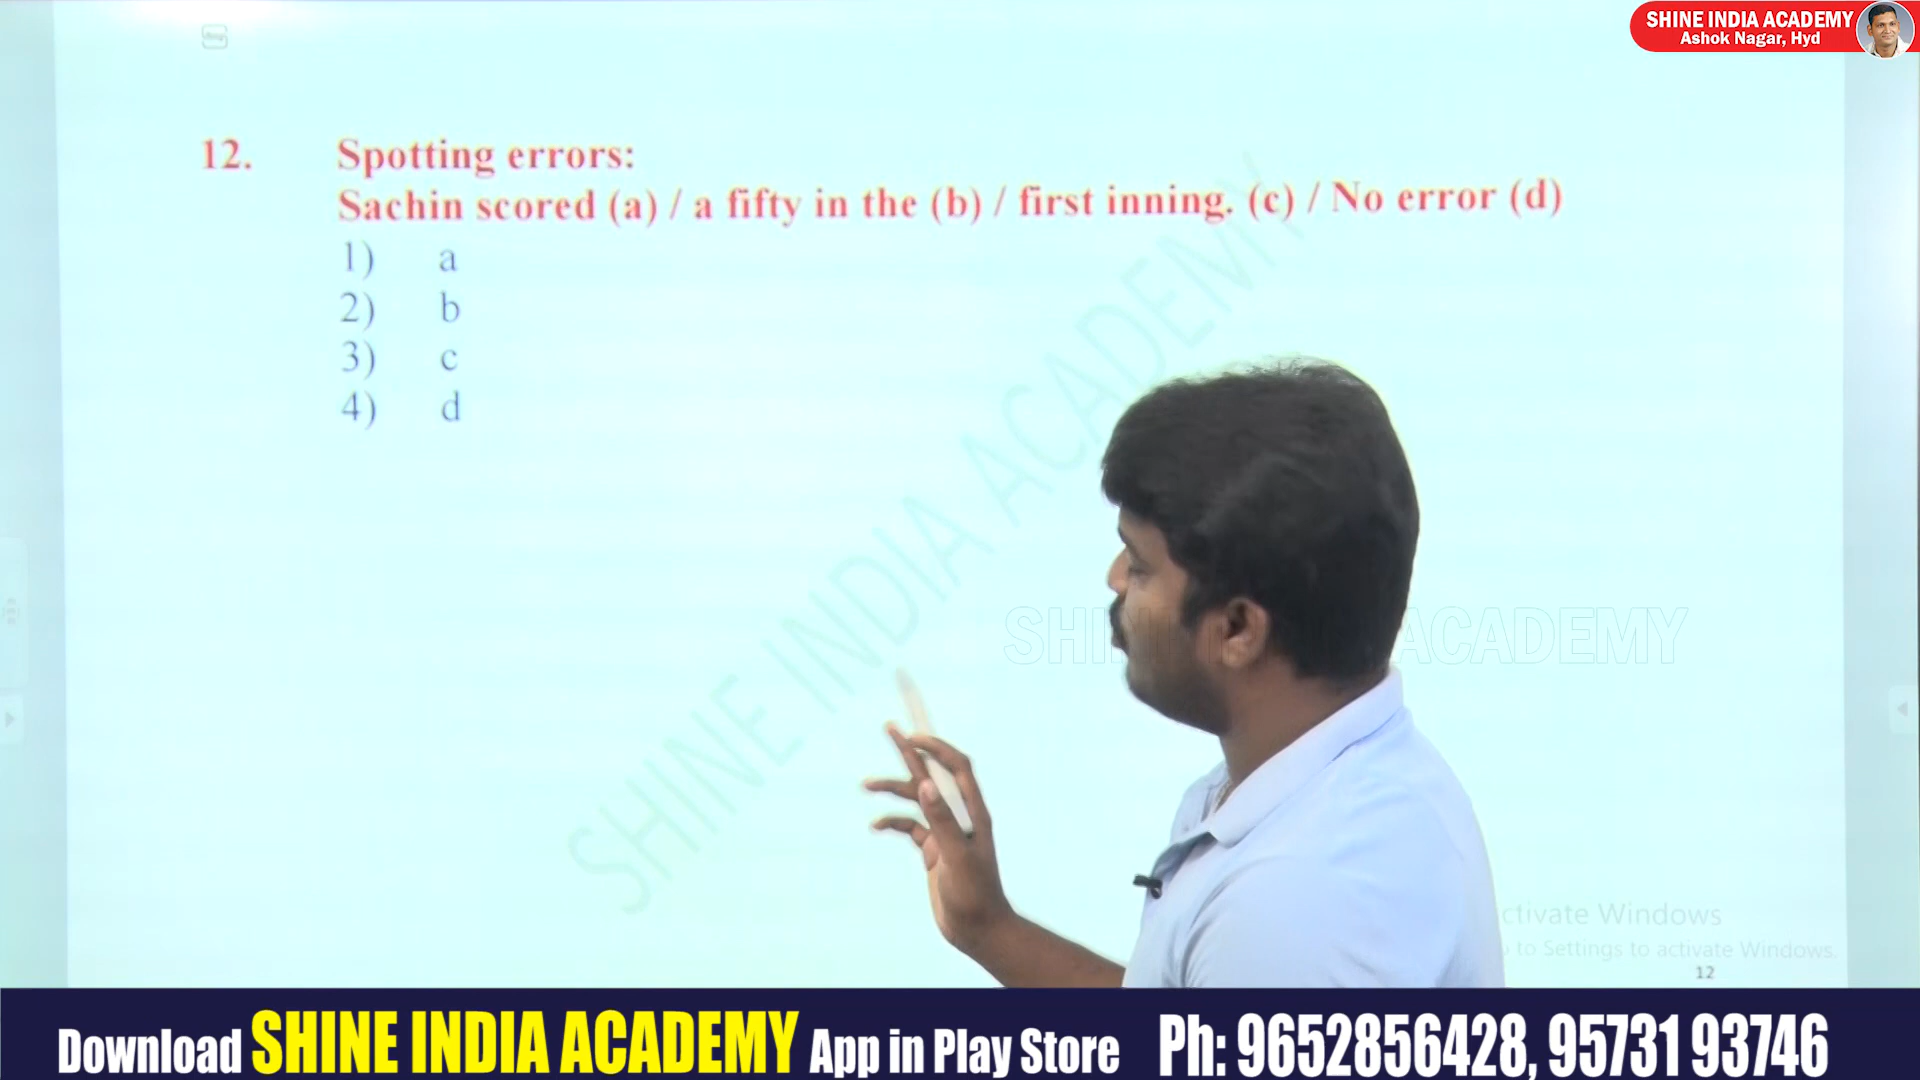 SHINE INDIA ACADEMY
Ashok Nagar, Hyd
12. Spotting errors:
Sachin scored (a) / a fifty in the (b) / first inning. (c) / No error (d)
1) a
2) b
3) c
4) d
SHINE INDIA ACADEMY
SHIN ACADEMY
ctivate Windows
to Settings to activate Windows.
12
Download SHINE INDIA ACADEMY App in Play Store Ph: 9652856428, 95731 93746